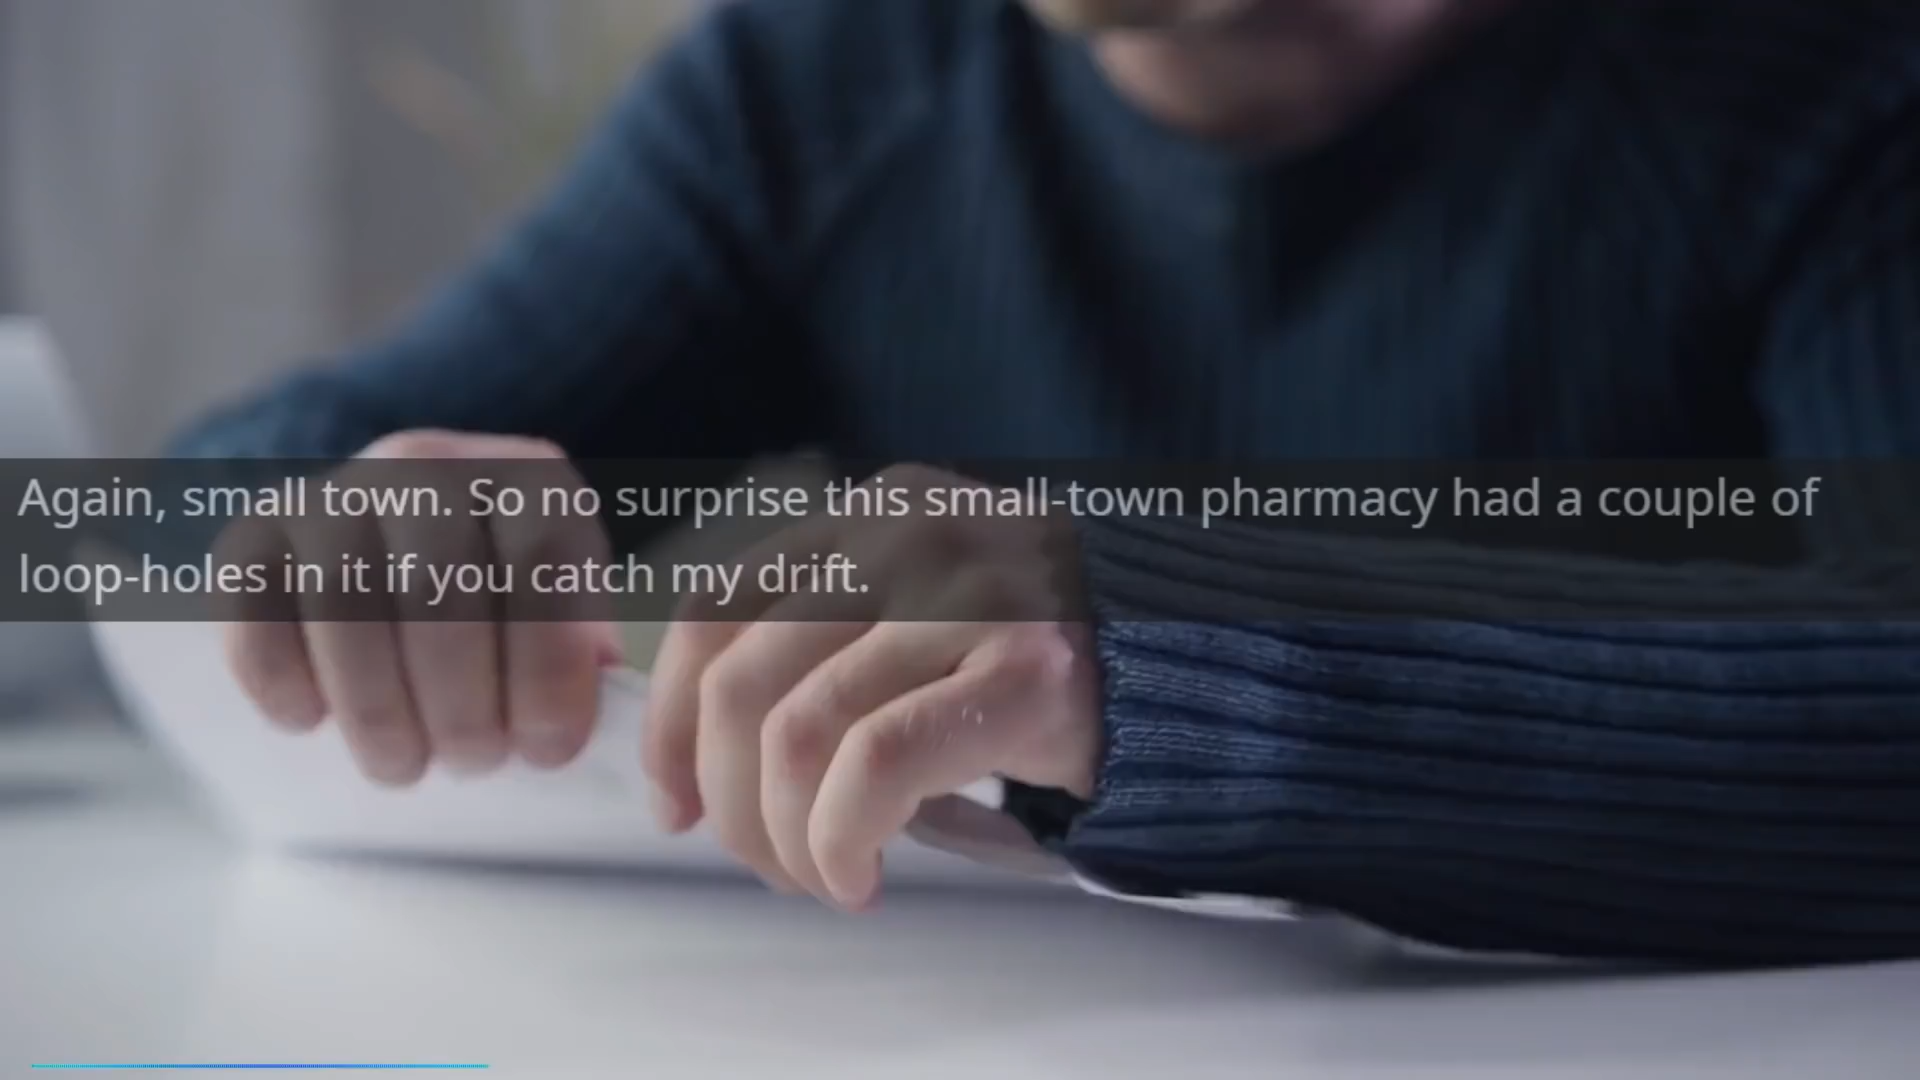 Again, small town. So no surprise this small-town pharmacy had a couple of
loop-holes in it if you catch my drift.